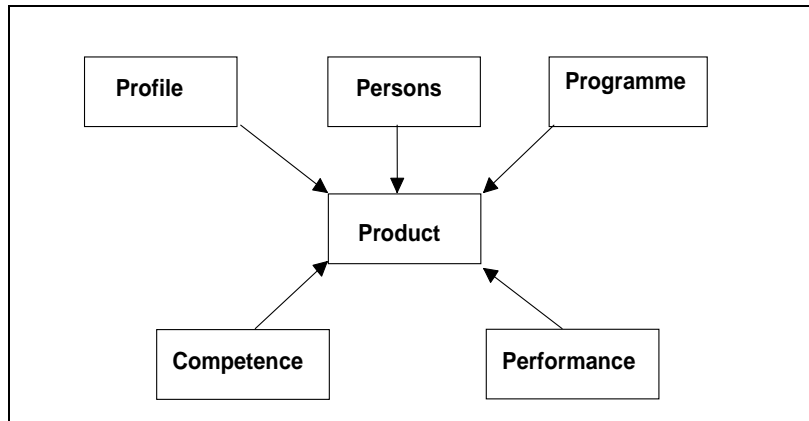 Profile
Persons
Programme
Product
Competence
Performance